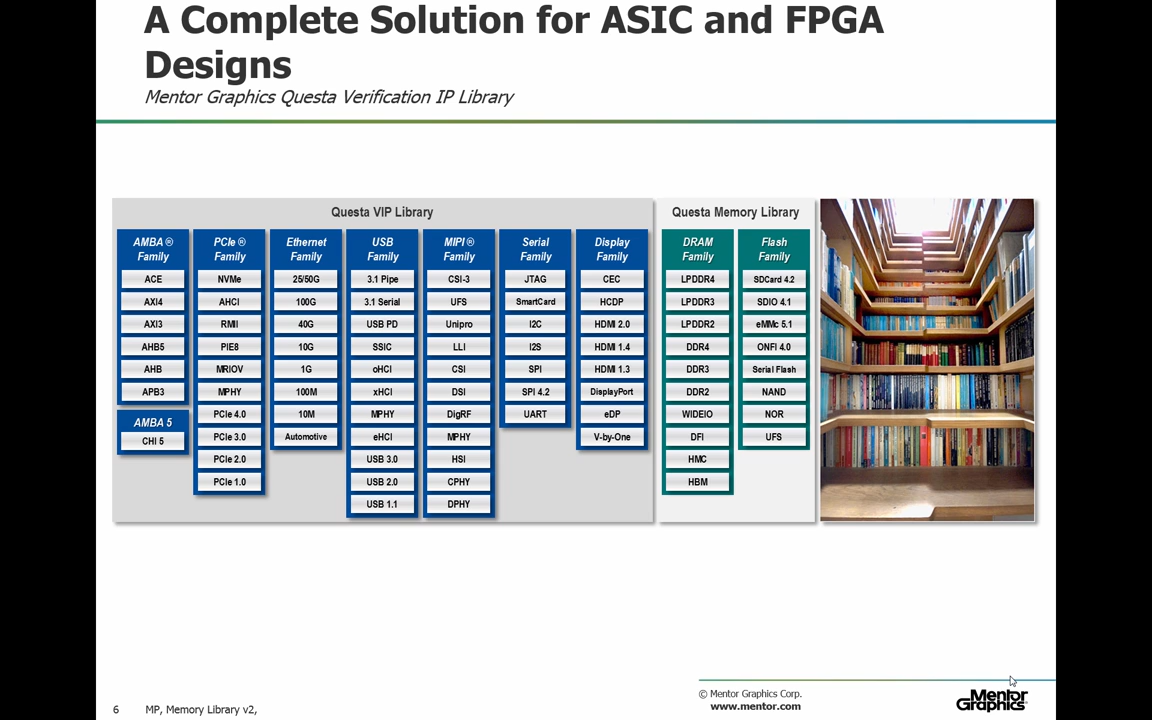 A Complete Solution for ASIC and FPGA
Designs
Mentor Graphics Questa Verification IP Library
Questa VIP Library
AMBA ®
Family
ACE
AXI4
AXI3
AHB5
AHB
APB3
AMBA 5
CHI 5
PCIe ®
Family
NVMe
AHCI
RMII
PIE8
MRIOV
MPHY
PCIe 4.0
PCIe 3.0
PCIe 2.0
PCIe 1.0
Ethernet
Family
25/50G
100G
40G
10G
1G
100M
10M
Automotive
USB
Family
3.1 Pipe
3.1 Serial
USB PD
SSIC
oHCI
xHCI
MPHY
eHCI
USB 3.0
USB 2.0
USB 1.1
MIPI ®
Family
CSI-3
UFS
Unipro
LLI
CSI
DSI
DigRF
MPHY
HSI
CPHY
DPHY
Serial
Family
JTAG
SmartCard
I2C
I2S
SPI
SPI 4.2
UART
Display
Family
CEC
HCDP
HDMI 2.0
HDMI 1.4
HDMI 1.3
DisplayPort
eDP
V-by-One
Questa Memory Library
DRAM
Family
LPDDR4
LPDDR3
LPDDR2
DDR4
DDR3
DDR2
WIDEIO
DFI
HMC
HBM
Flash
Family
SDCard 4.2
SDIO 4.1
eMMc 5.1
ONFI 4.0
Serial Flash
NAND
NOR
UFS
6 MP, Memory Library v2,
© Mentor Graphics Corp.
www.mentor.com
Mentor
Graphics